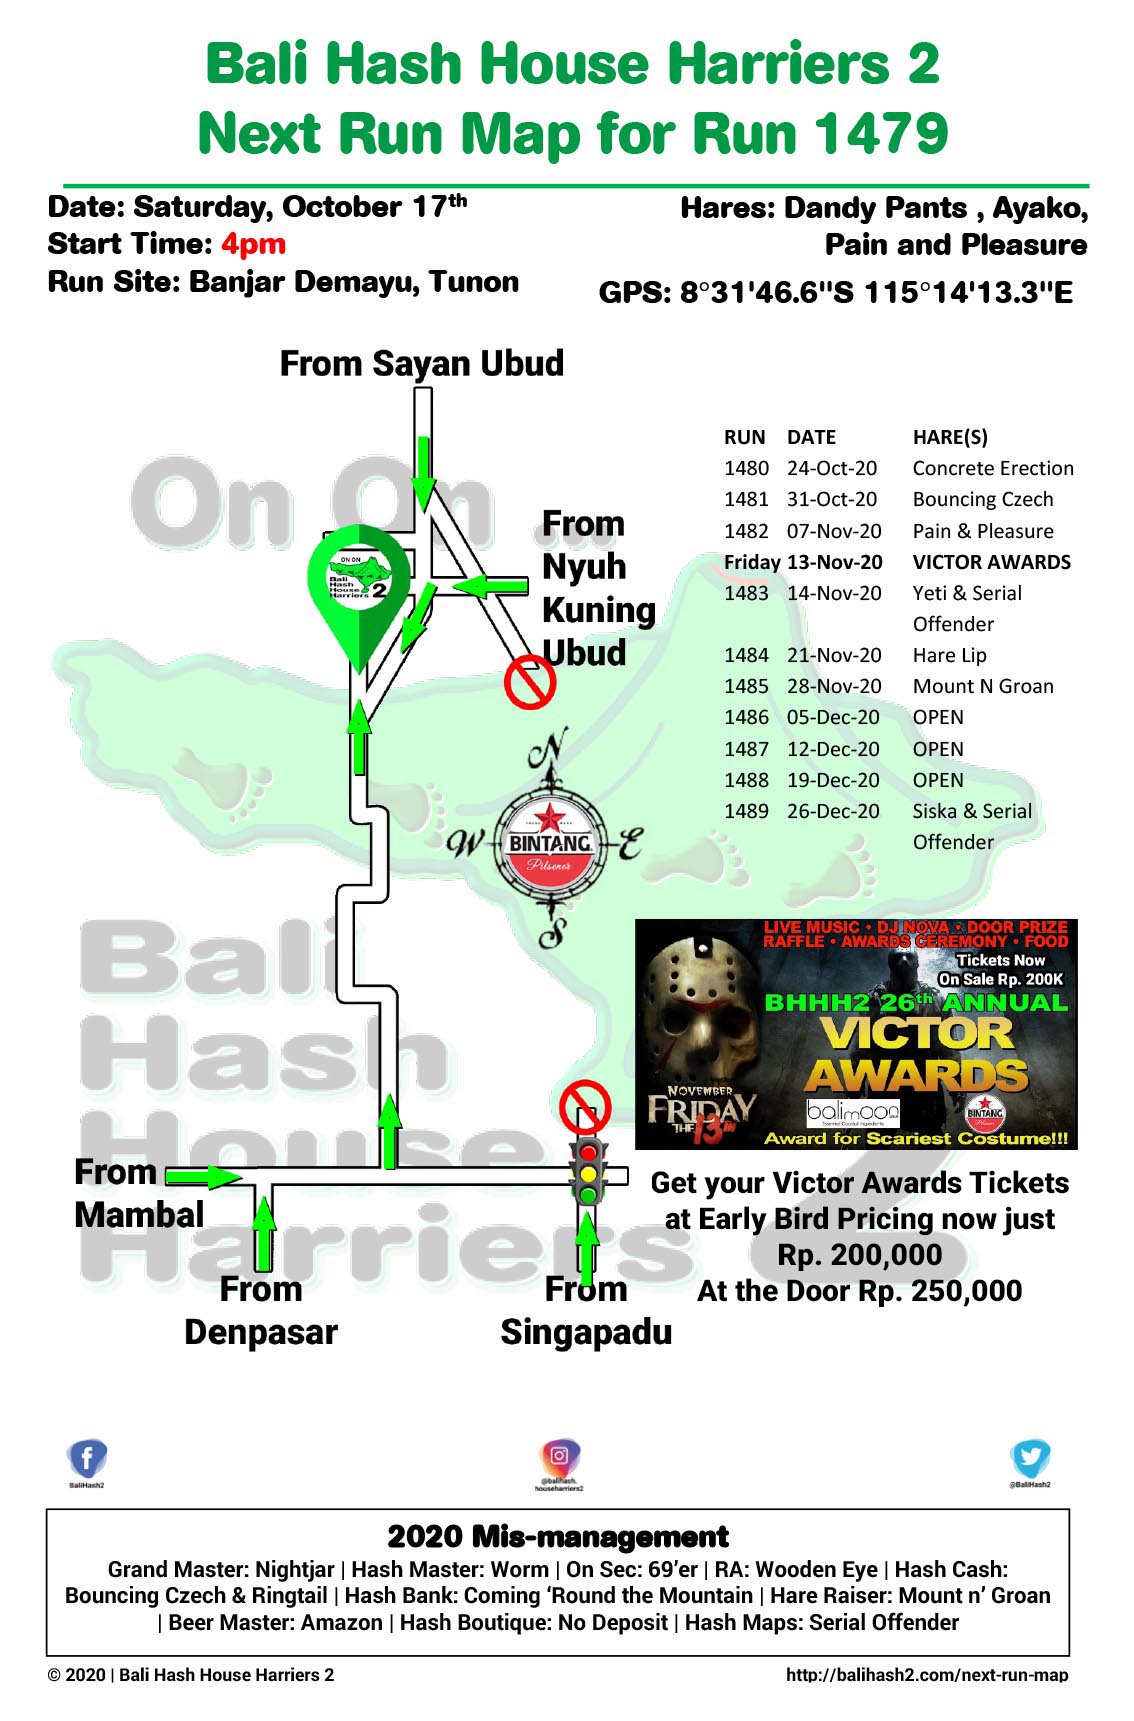 Bali Hash House Harriers 2
Next Run Map for Run 1479
Date: Saturday, October 17th
Start Time: 4pm
Run Site: Banjar Demayu, Tunon
Hares: Dandy Pants , Ayako,
Pain and Pleasure
GPS: 8°31'46.6"S 115°14'13.3"E
From Sayan Ubud
On On ...
From
Nyuh
Kuning
Ubud
ON ON
Bali
Hash
House
Harriers 2
RUN DATE HARE(S)
1480 24-Oct-20 Concrete Erection
1481 31-Oct-20 Bouncing Czech
1482 07-Nov-20 Pain & Pleasure
Friday 13-Nov-20 VICTOR AWARDS
1483 14-Nov-20 Yeti & Serial
Offender
1484 21-Nov-20 Hare Lip
1485 28-Nov-20 Mount N Groan
1486 05-Dec-20 OPEN
1487 12-Dec-20 OPEN
1488 19-Dec-20 OPEN
1489 26-Dec-20 Siska & Serial
Offender
N
W E
S
BINTANG
Pilsener
Bali
Hash
House
Harriers 2
LIVE MUSIC • DJ NOVA • DOOR PRIZE
RAFFLE • AWARDS CEREMONY • FOOD
Tickets Now
On Sale Rp. 200K
BHHH2 26th ANNUAL
VICTOR
AWARDS
NOVEMBER
FRIDAY
THE 13TH
balimoon
BINTANG
Award for Scariest Costume!!!
From
Mambal
From
Denpasar
From
Singapadu
Get your Victor Awards Tickets
at Early Bird Pricing now just
Rp. 200,000
At the Door Rp. 250,000
BaliHash2
@balihash.
househarriers2
@BaliHash2
2020 Mis-management
Grand Master: Nightjar | Hash Master: Worm | On Sec: 69’er | RA: Wooden Eye | Hash Cash:
Bouncing Czech & Ringtail | Hash Bank: Coming ‘Round the Mountain | Hare Raiser: Mount n’ Groan
| Beer Master: Amazon | Hash Boutique: No Deposit | Hash Maps: Serial Offender
© 2020 | Bali Hash House Harriers 2
http://balihash2.com/next-run-map